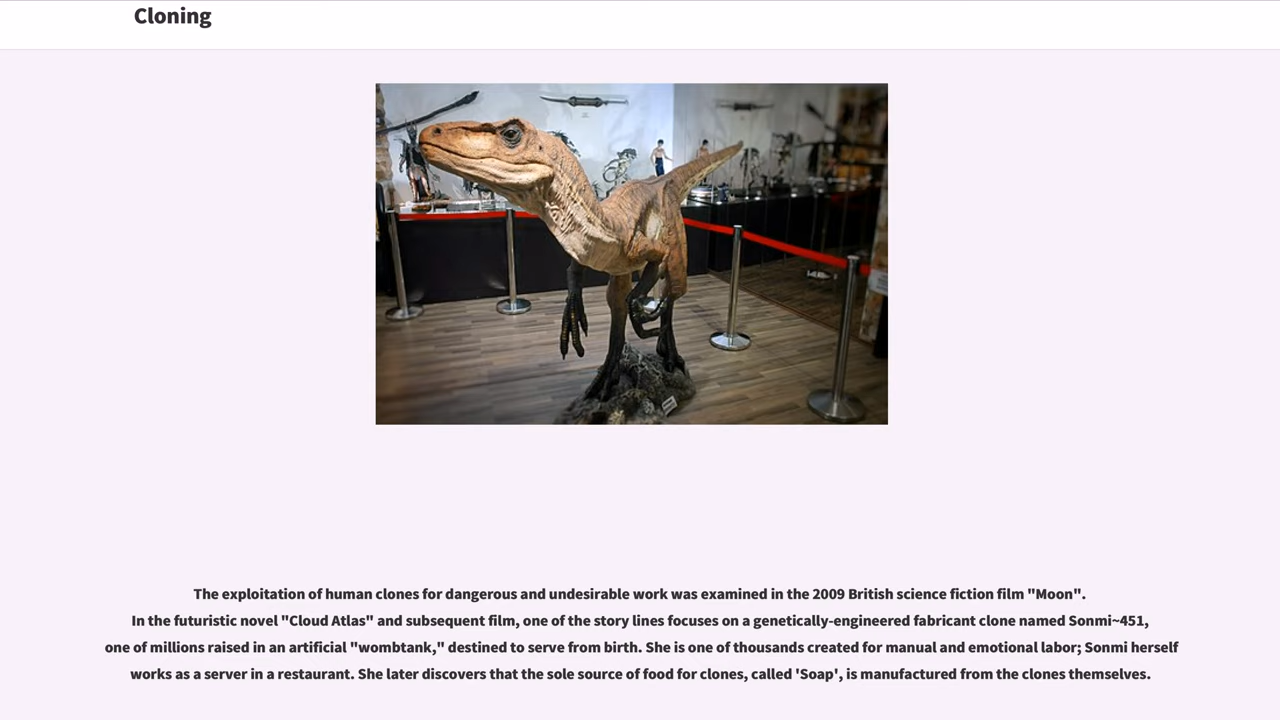 Cloning
The exploitation of human clones for dangerous and undesirable work was examined in the 2009 British science fiction film "Moon".
In the futuristic novel "Cloud Atlas" and subsequent film, one of the story lines focuses on a genetically-engineered fabricant clone named Sonmi~451,
one of millions raised in an artificial "wombtank," destined to serve from birth. She is one of thousands created for manual and emotional labor; Sonmi herself
works as a server in a restaurant. She later discovers that the sole source of food for clones, called 'Soap', is manufactured from the clones themselves.